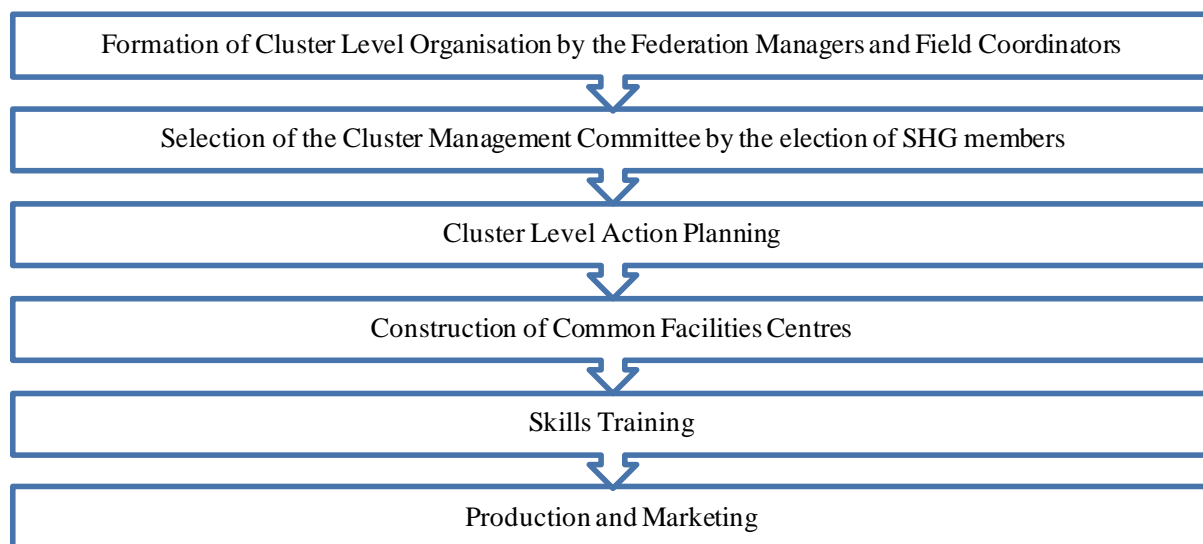 Formation of Cluster Level Organisation by the Federation Managers and Field Coordinators
Selection of the Cluster Management Committee by the election of SHG members
Cluster Level Action Planning
Construction of Common Facilities Centres
Skills Training
Production and Marketing